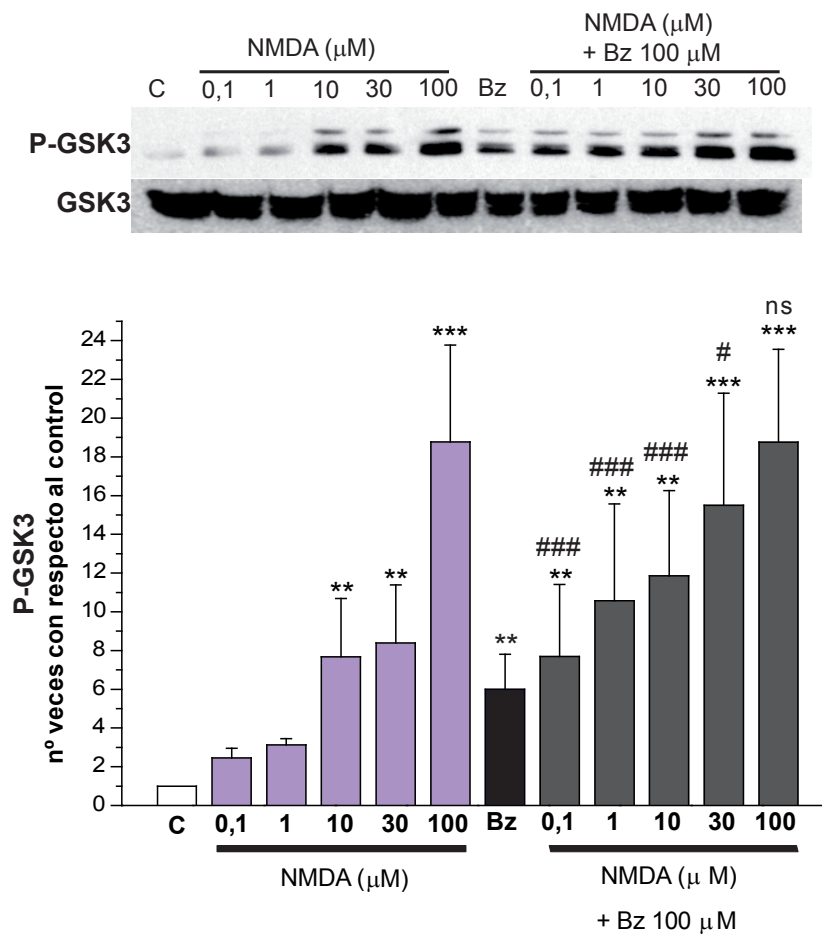 NMDA (μM)
NMDA (μM)
+ Bz 100 μM
C 0,1 1 10 30 100 Bz 0,1 1 10 30 100
P-GSK3
GSK3
P-GSK3
nº veces con respecto al control
24
22
20
18
16
14
12
10
8
6
4
2
0
** ** *** **
###
**
###
**
###
**
#
***
ns
***
C 0,1 1 10 30 100 Bz 0,1 1 10 30 100
NMDA (μM)
NMDA (μ M)
+ Bz 100 μM